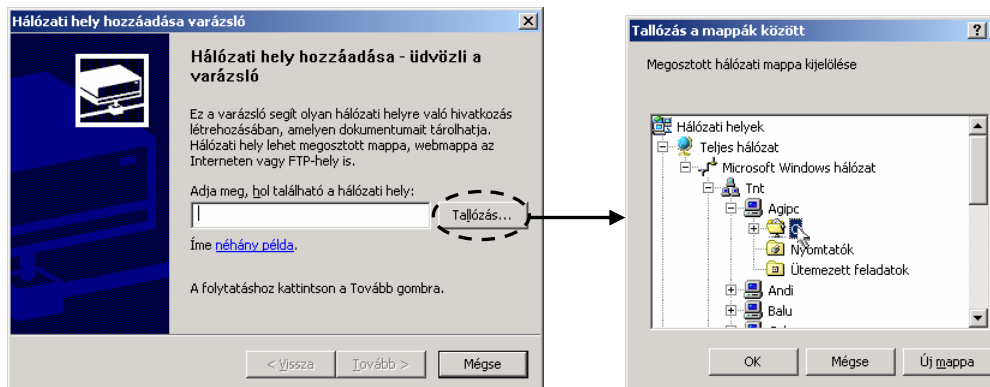 Hálózati hely hozzáadása varázsló
Hálózati hely hozzáadása - üdvözli a
varázsló
Ez a varázsló segít olyan hálózati helyre való hivatkozás
létrehozásában, amelyen dokumentumait tárolhatja.
Hálózati hely lehet megosztott mappa, webmappa az
Interneten vagy FTP-hely is.
Adja meg, hol található a hálózati hely:
Tallózás...
Íme néhány példa.
A folytatáshoz kattintson a Tovább gombra.
< Vissza
Tovább >
Mégse
Tallózás a mappák között
Megosztott hálózati mappa kijelölése
Hálózati helyek
Teljes hálózat
Microsoft Windows hálózat
Tnt
Agipc
Nyomtatók
Ütemezett feladatok
Andi
Balu
OK
Mégse
Új mappa